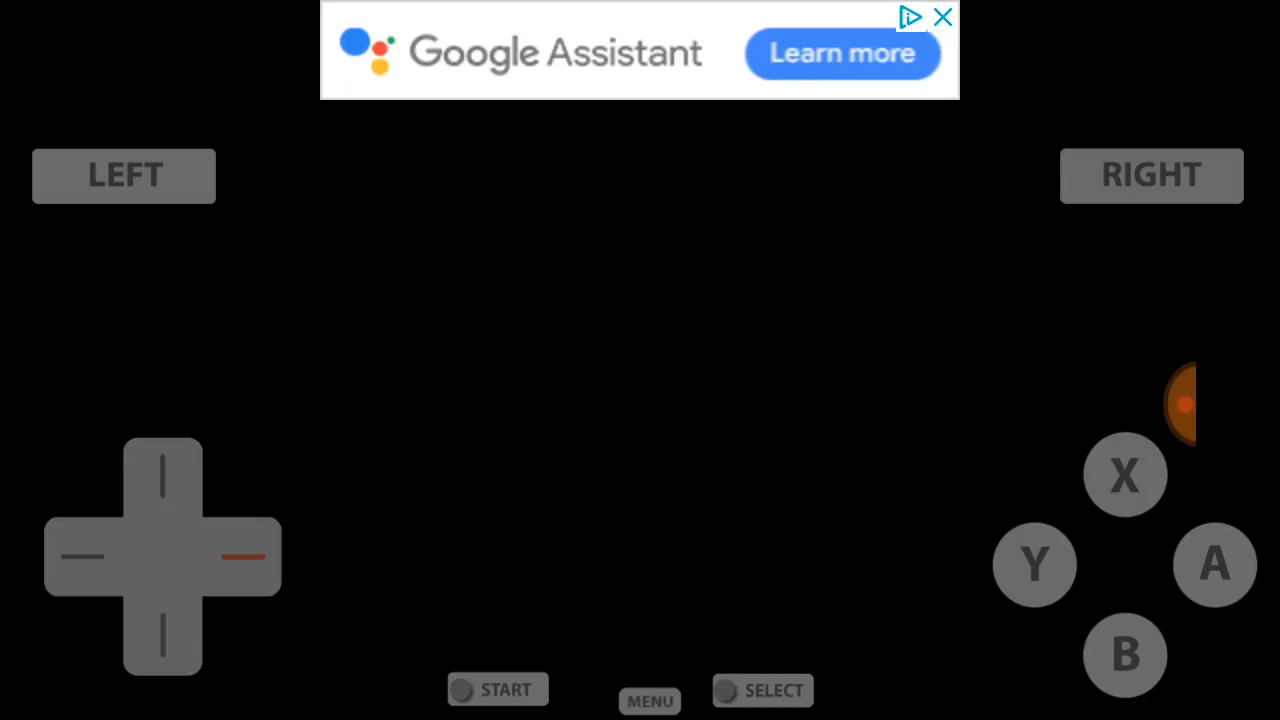 Google Assistant
Learn more
LEFT
RIGHT
X
Y
A
B
START
MENU
SELECT